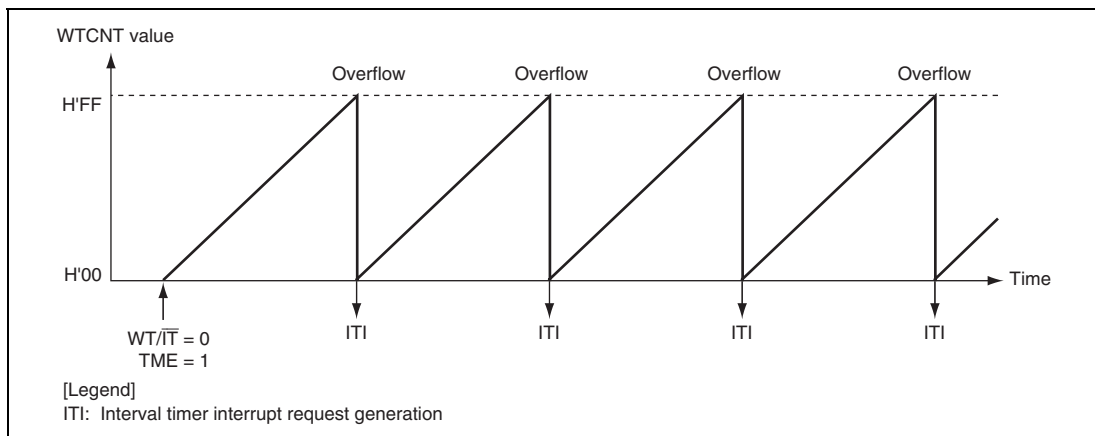 WTCNT value
Overflow Overflow Overflow Overflow
H'FF
H'00
Time
WT/I̅T̅ = 0
TME = 1
ITI ITI ITI ITI
[Legend]
ITI: Interval timer interrupt request generation